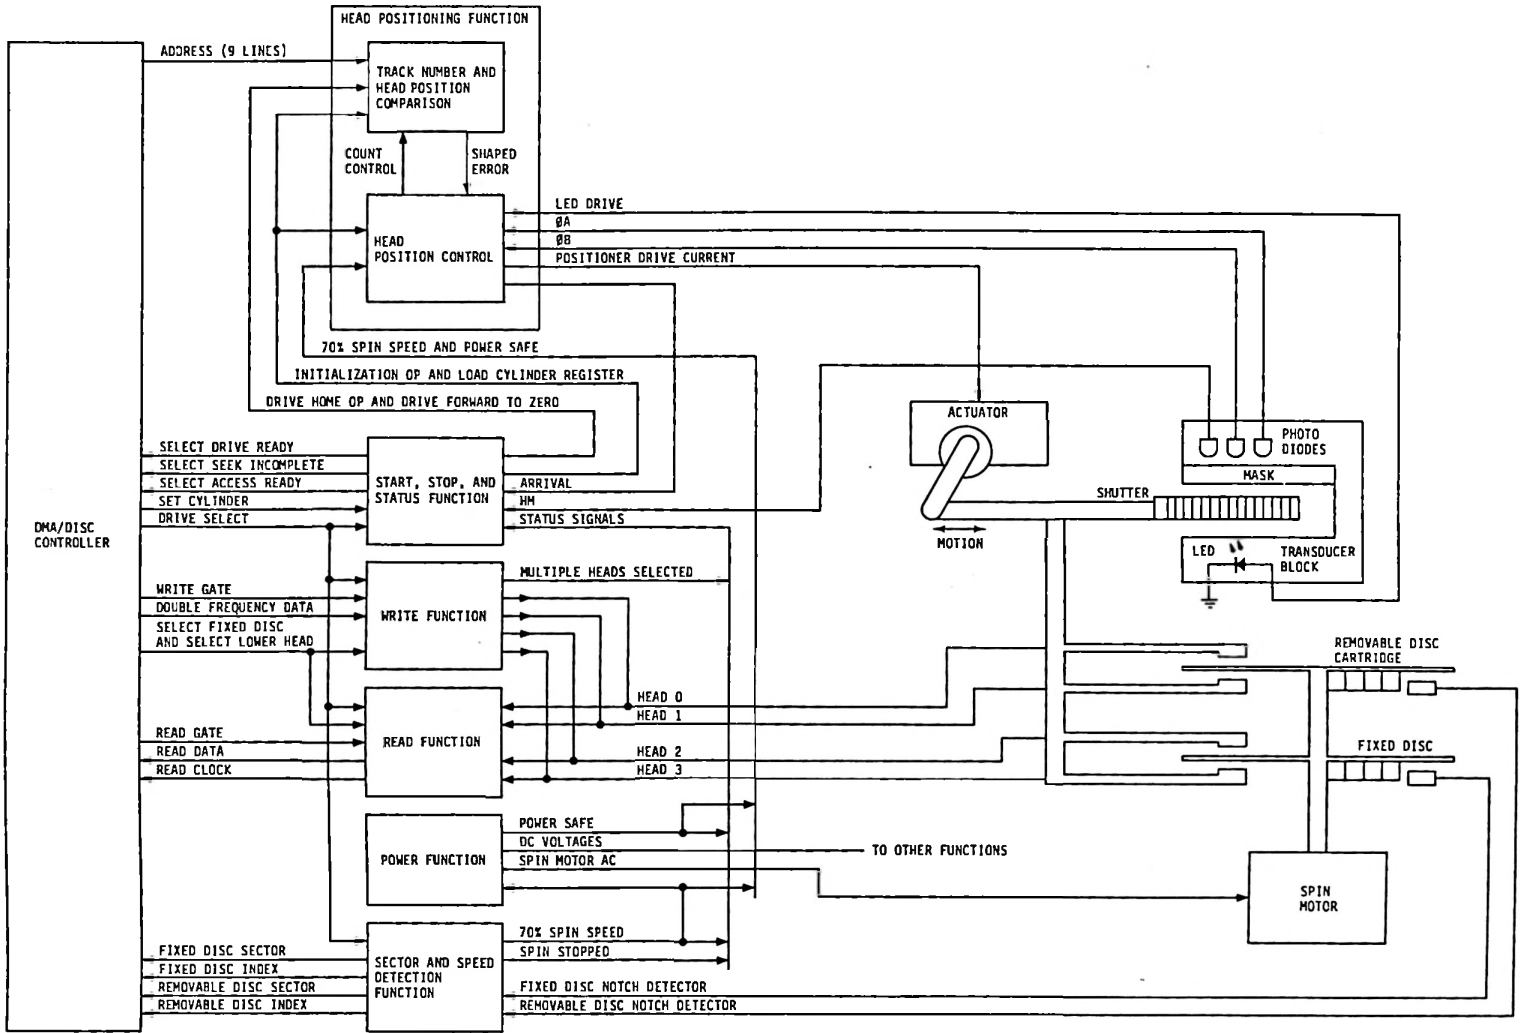 HEAD POSITIONING FUNCTION
ADDRESS (9 LINES)
TRACK NUMBER AND
HEAD POSITION
COMPARISON
COUNT
CONTROL
SHAPED
ERROR
HEAD
POSITION CONTROL
LED DRIVE
ØA
ØB
POSITIONER DRIVE CURRENT
70% SPIN SPEED AND POWER SAFE
INITIALIZATION OP AND LOAD CYLINDER REGISTER
DRIVE HOME OP AND DRIVE FORWARD TO ZERO
DMA/DISC
CONTROLLER
SELECT DRIVE READY
SELECT SEEK INCOMPLETE
SELECT ACCESS READY
SET CYLINDER
DRIVE SELECT
START, STOP, AND
STATUS FUNCTION
ARRIVAL
WM
STATUS SIGNALS
ACTUATOR
MOTION
SHUTTER
PHOTO
DIODES
MASK
LED
TRANSDUCER
BLOCK
WRITE GATE
DOUBLE FREQUENCY DATA
SELECT FIXED DISC
AND SELECT LOWER HEAD
WRITE FUNCTION
MULTIPLE HEADS SELECTED
READ GATE
READ DATA
READ CLOCK
READ FUNCTION
HEAD 0
HEAD 1
HEAD 2
HEAD 3
REMOVABLE DISC
CARTRIDGE
FIXED DISC
POWER FUNCTION
POWER SAFE
DC VOLTAGES
SPIN MOTOR AC
TO OTHER FUNCTIONS
SPIN
MOTOR
FIXED DISC SECTOR
FIXED DISC INDEX
REMOVABLE DISC SECTOR
REMOVABLE DISC INDEX
SECTOR AND SPEED
DETECTION
FUNCTION
70% SPIN SPEED
SPIN STOPPED
FIXED DISC NOTCH DETECTOR
REMOVABLE DISC NOTCH DETECTOR